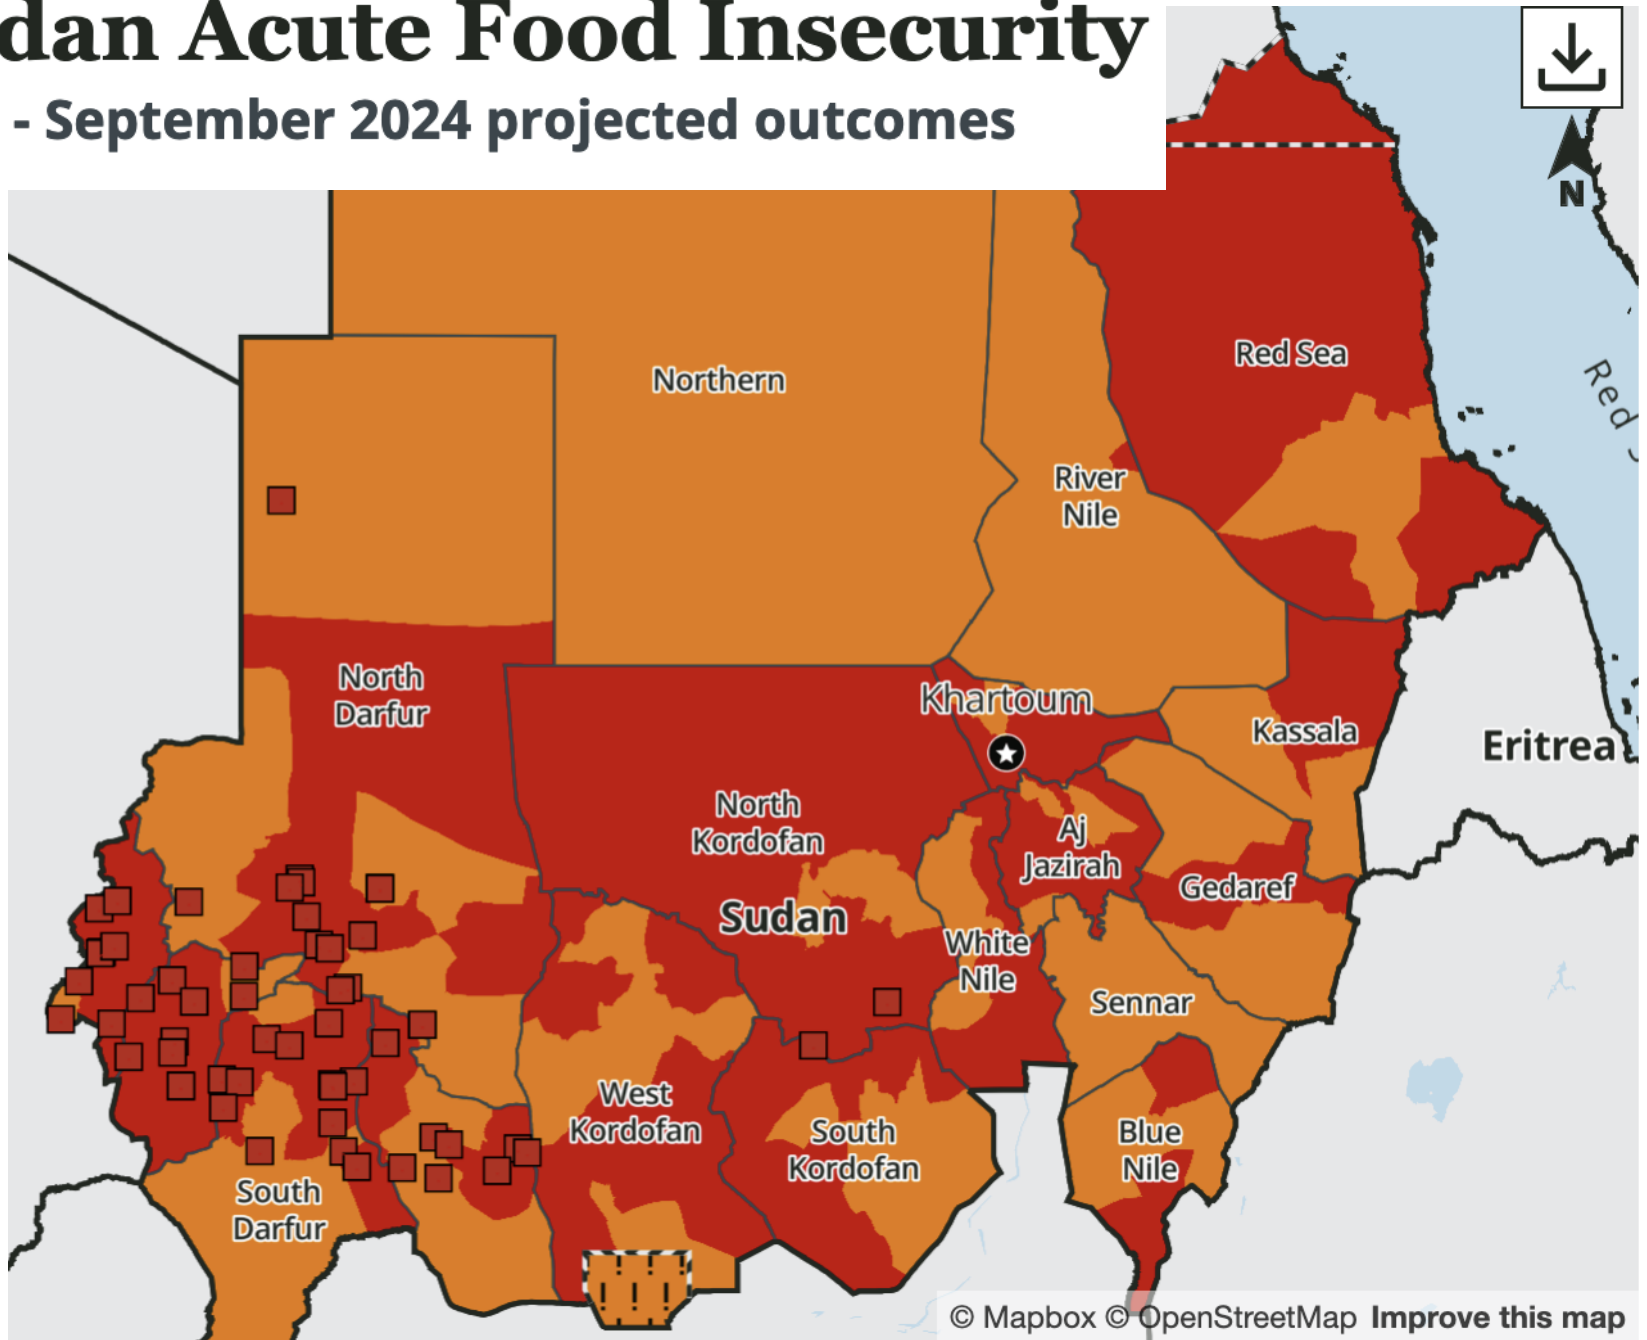 dan Acute Food Insecurity
- September 2024 projected outcomes
N
Red Sea
Northern
Red S
River
Nile
North
Darfur
Khartoum
Kassala
Eritrea
North
Kordofan
Aj
Jazirah
Gedaref
Sudan
White
Nile
Sennar
West
Kordofan
South
Kordofan
Blue
Nile
South
Darfur
© Mapbox © OpenStreetMap Improve this map